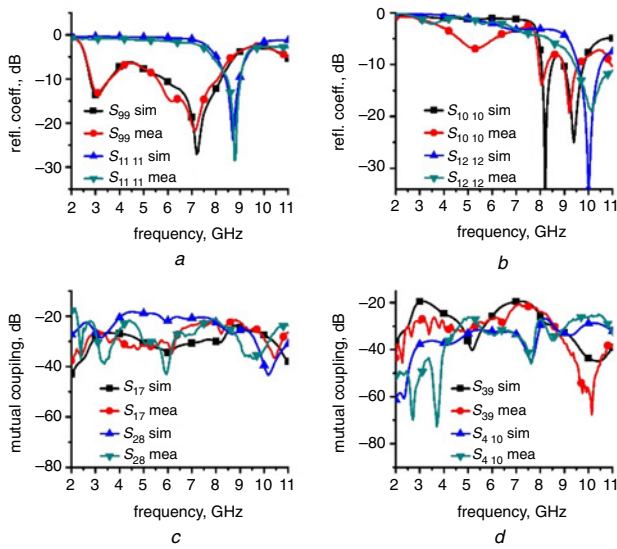 0
−10
−20
−30
refl. coeff., dB
S99 sim
S99 mea
S11 11 sim
S11 11 mea
2 3 4 5 6 7 8 9 10 11
frequency, GHz
a
0
−10
−20
−30
refl. coeff., dB
S10 10 sim
S10 10 mea
S12 12 sim
S12 12 mea
2 3 4 5 6 7 8 9 10 11
frequency, GHz
b
−20
−40
−60
−80
mutual coupling, dB
S17 sim
S17 mea
S28 sim
S28 mea
2 3 4 5 6 7 8 9 10 11
frequency, GHz
c
−20
−40
−60
−80
mutual coupling, dB
S39 sim
S39 mea
S4 10 sim
S4 10 mea
2 3 4 5 6 7 8 9 10 11
frequency, GHz
d